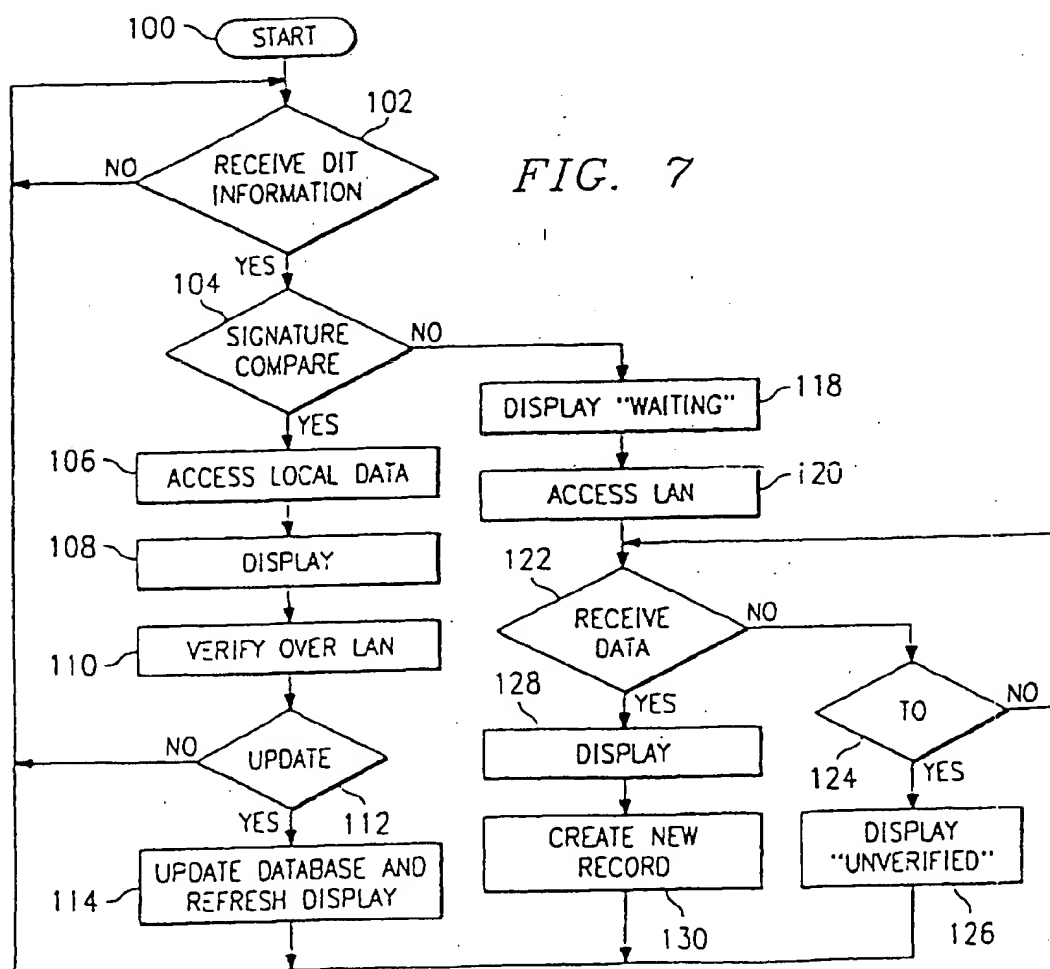 100
START
102
RECEIVE DIT
INFORMATION
NO
YES
FIG. 7
104
SIGNATURE
COMPARE
NO
YES
DISPLAY "WAITING"
118
106
ACCESS LOCAL DATA
ACCESS LAN
120
108
DISPLAY
122
RECEIVE
DATA
NO
YES
110
VERIFY OVER LAN
128
DISPLAY
TO
NO
124
YES
NO
UPDATE
112
YES
CREATE NEW
RECORD
130
DISPLAY
"UNVERIFIED"
126
114
UPDATE DATABASE AND
REFRESH DISPLAY